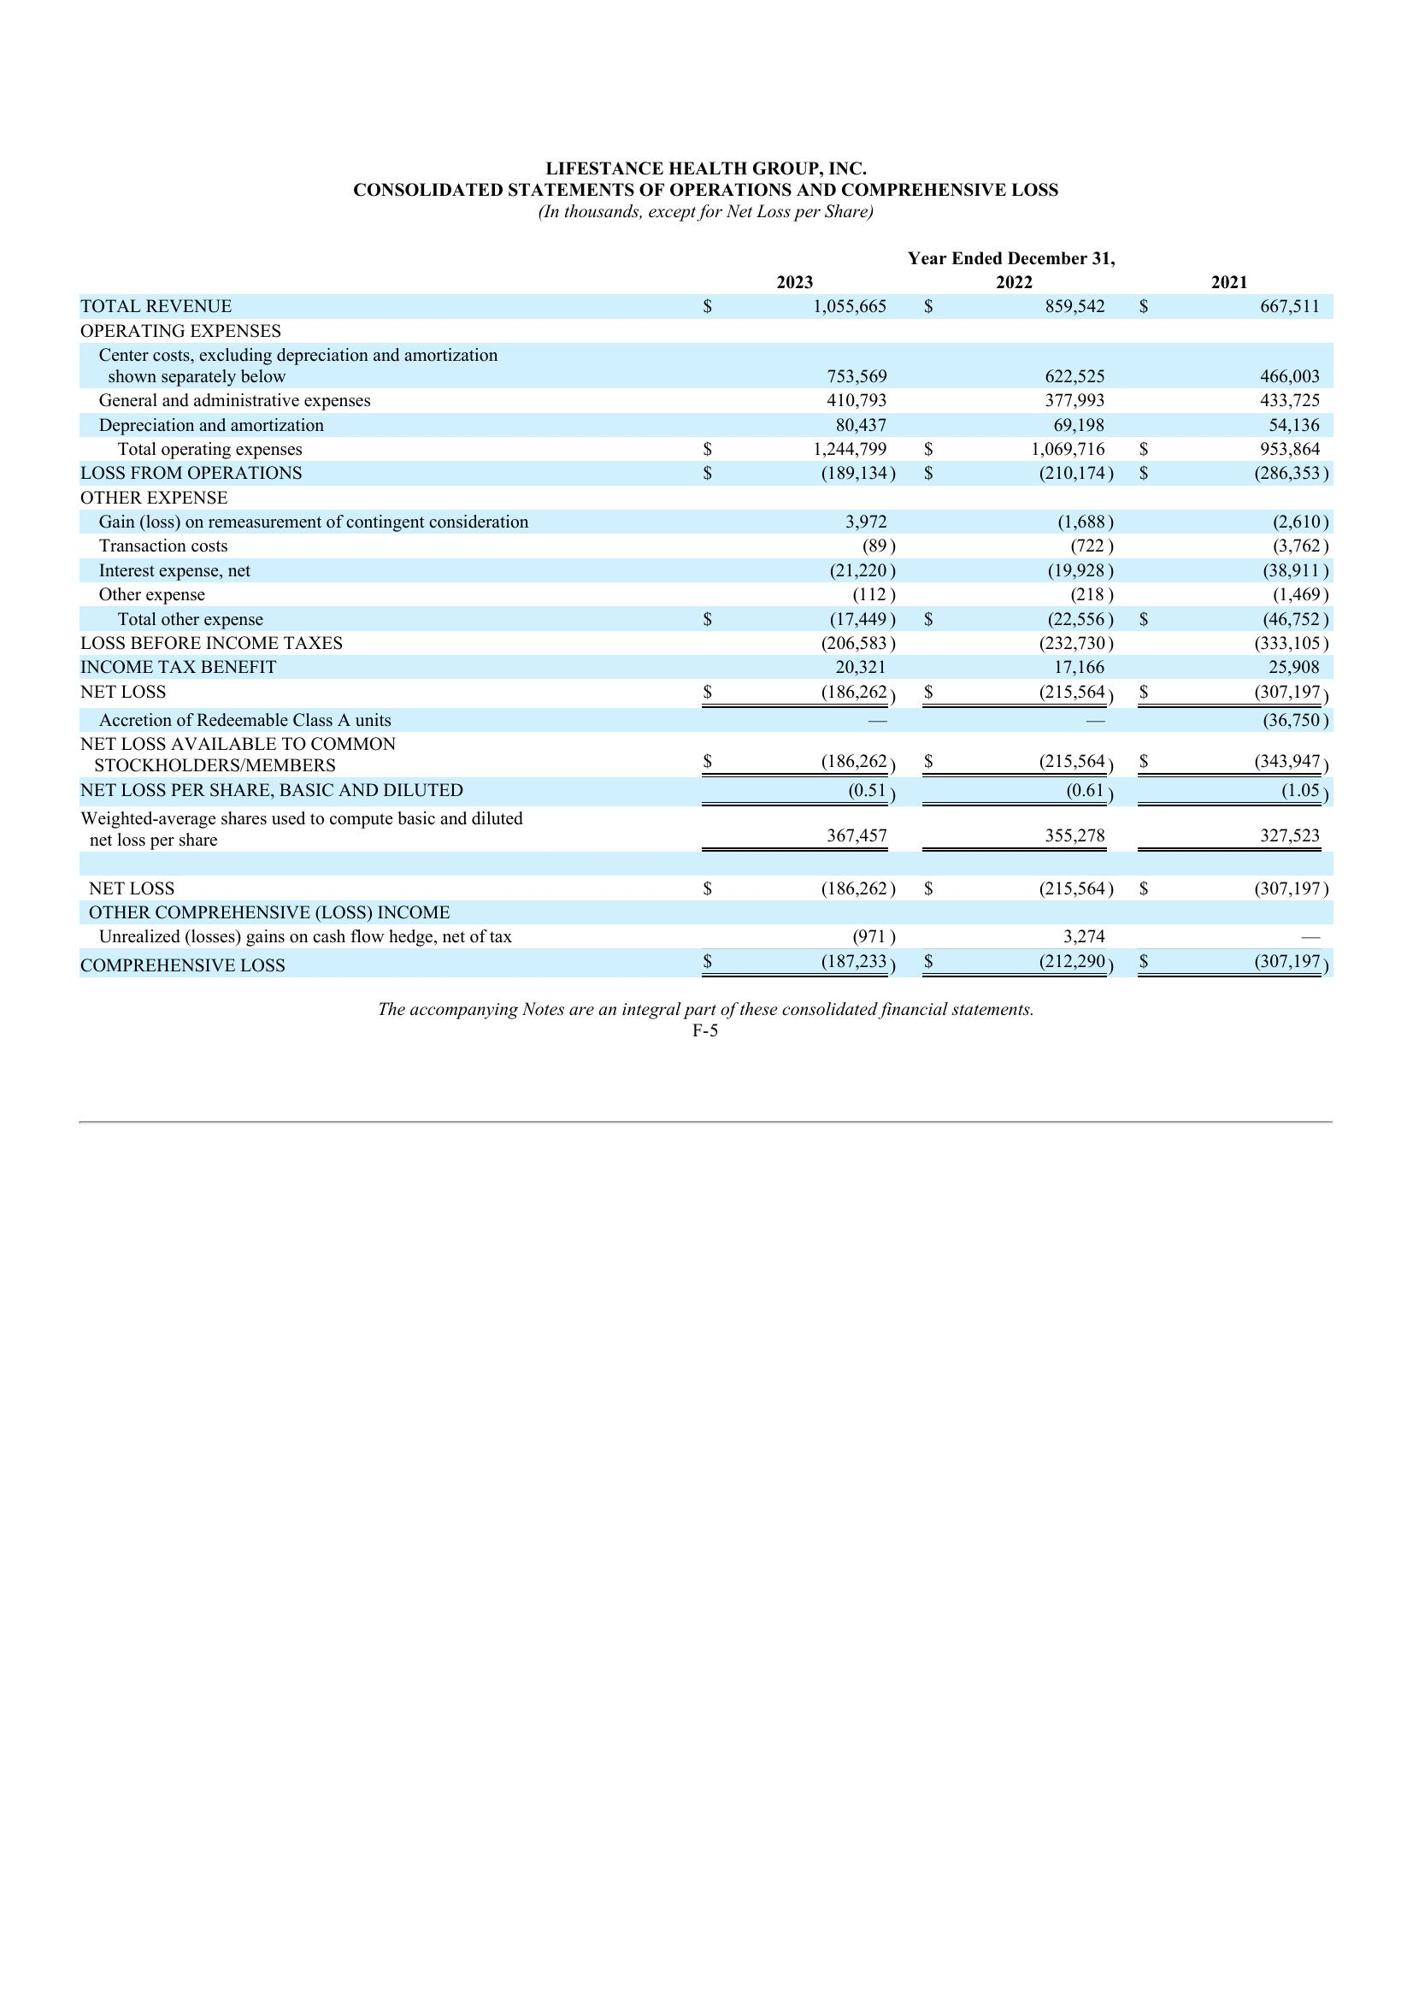 LIFESTANCE HEALTH GROUP, INC.
CONSOLIDATED STATEMENTS OF OPERATIONS AND COMPREHENSIVE LOSS
(In thousands, except for Net Loss per Share)
Year Ended December 31,
2023 2022 2021
TOTAL REVENUE $ 1,055,665 $ 859,542 $ 667,511
OPERATING EXPENSES
Center costs, excluding depreciation and amortization
shown separately below 753,569 622,525 466,003
General and administrative expenses 410,793 377,993 433,725
Depreciation and amortization 80,437 69,198 54,136
Total operating expenses $ 1,244,799 $ 1,069,716 $ 953,864
LOSS FROM OPERATIONS $ (189,134) $ (210,174) $ (286,353)
OTHER EXPENSE
Gain (loss) on remeasurement of contingent consideration 3,972 (1,688) (2,610)
Transaction costs (89) (722) (3,762)
Interest expense, net (21,220) (19,928) (38,911)
Other expense (112) (218) (1,469)
Total other expense $ (17,449) $ (22,556) $ (46,752)
LOSS BEFORE INCOME TAXES (206,583) (232,730) (333,105)
INCOME TAX BENEFIT 20,321 17,166 25,908
NET LOSS $ (186,262) $ (215,564) $ (307,197)
Accretion of Redeemable Class A units — — (36,750)
NET LOSS AVAILABLE TO COMMON
STOCKHOLDERS/MEMBERS $ (186,262) $ (215,564) $ (343,947)
NET LOSS PER SHARE, BASIC AND DILUTED (0.51) (0.61) (1.05)
Weighted-average shares used to compute basic and diluted
net loss per share 367,457 355,278 327,523
NET LOSS $ (186,262) $ (215,564) $ (307,197)
OTHER COMPREHENSIVE (LOSS) INCOME
Unrealized (losses) gains on cash flow hedge, net of tax (971) 3,274 —
COMPREHENSIVE LOSS $ (187,233) $ (212,290) $ (307,197)
The accompanying Notes are an integral part of these consolidated financial statements.
F-5